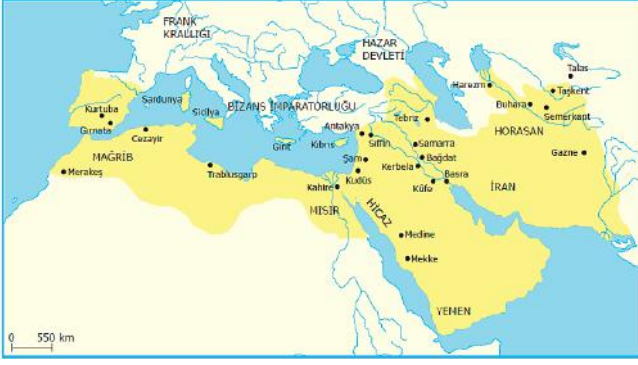 FRANK
KRALLIĞI
HAZAR
DEVLETİ
Talas
Harezm
Taşkent
Buhara
Semerkant
Kurtuba
Sardunya
Gırnata
Sicilya
BİZANS İMPARATORLUĞU
Tebriz
HORASAN
Cezayir
Antakya
Sıffin
Samarra
Girit
Kıbrıs
Gazne
MAĞRİB
Şam
Kerbela
Bağdat
Merakeş
Trablusgarp
Kudüs
Kûfe
Basra
İRAN
Kahire
MISIR
HİCAZ
Medine
Mekke
YEMEN
0 550 km